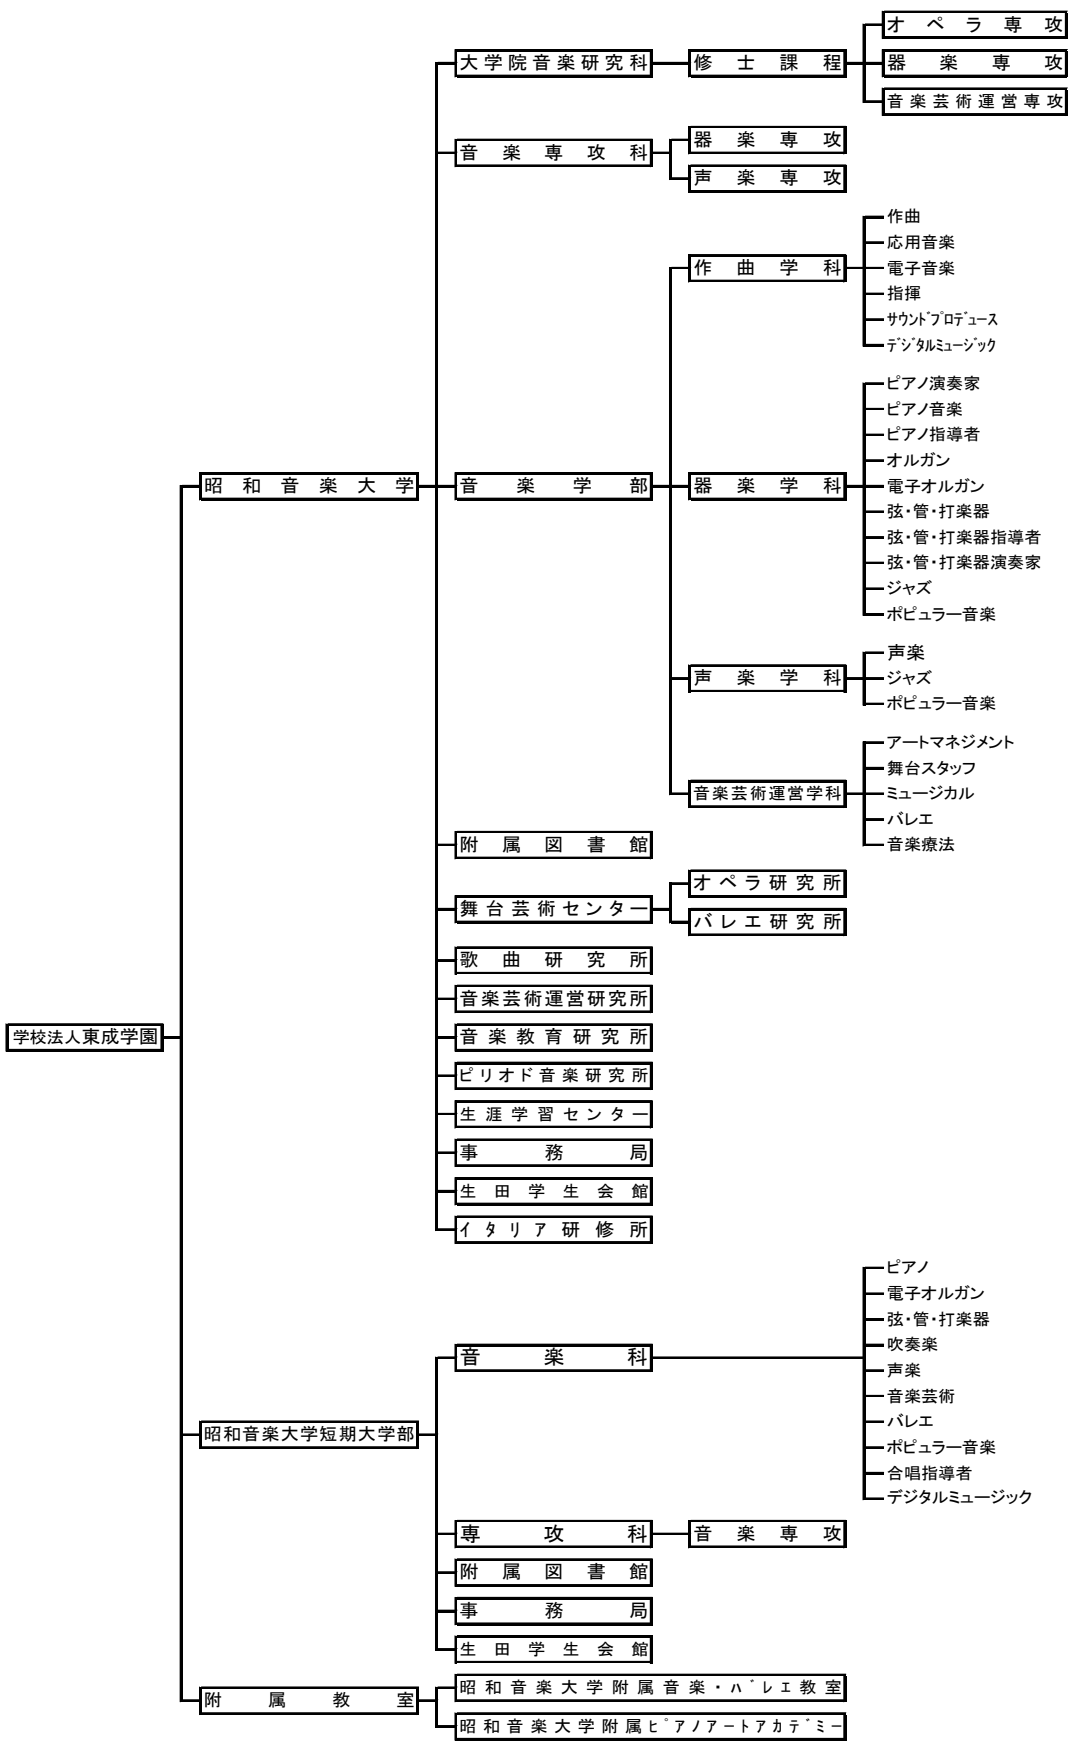 オペラ専攻
大学院音楽研究科 修士課程 器楽専攻
音楽芸術運営専攻
器楽専攻
音楽専攻科
声楽専攻
作曲
応用音楽
作曲学科 電子音楽
指揮
サウンドプロデュース
デジタルミュージック
ピアノ演奏家
ピアノ音楽
ピアノ指導者
オルガン
昭和音楽大学 音楽学部 器楽学科 電子オルガン
弦・管・打楽器
弦・管・打楽器指導者
弦・管・打楽器演奏家
ジャズ
ポピュラー音楽
声楽
声楽学科 ジャズ
ポピュラー音楽
アートマネジメント
舞台スタッフ
音楽芸術運営学科 ミュージカル
バレエ
附属図書館 音楽療法
オペラ研究所
舞台芸術センター
バレエ研究所
歌曲研究所
音楽芸術運営研究所
学校法人東成学園 音楽教育研究所
ピリオド音楽研究所
生涯学習センター
事務局
生田学生会館
イタリア研修所
ピアノ
電子オルガン
弦・管・打楽器
吹奏楽
音楽科
声楽
音楽芸術
バレエ
昭和音楽大学短期大学部
ポピュラー音楽
合唱指導者
デジタルミュージック
専攻科 音楽専攻
附属図書館
事務局
生田学生会館
昭和音楽大学附属音楽・バレエ教室
附属教室
昭和音楽大学附属ピアノアートアカデミー